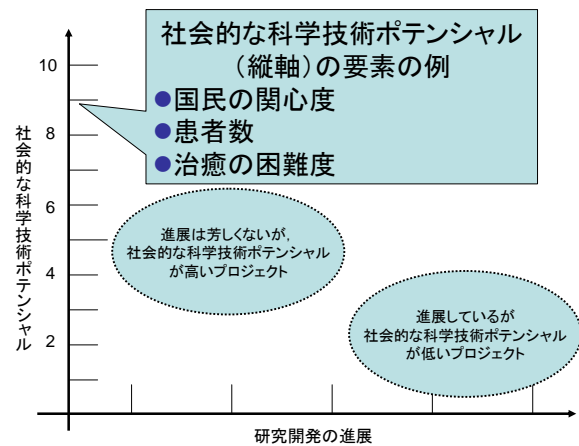 社会的な科学技術ポテンシャル
（縦軸）の要素の例
●国民の関心度
●患者数
●治癒の困難度
10
8
6
4
2
社会的な科学技術ポテンシャル
進展は芳しくないが,
社会的な科学技術ポテンシャル
が高いプロジェクト
進展しているが
社会的な科学技術ポテンシャル
が低いプロジェクト
研究開発の進展